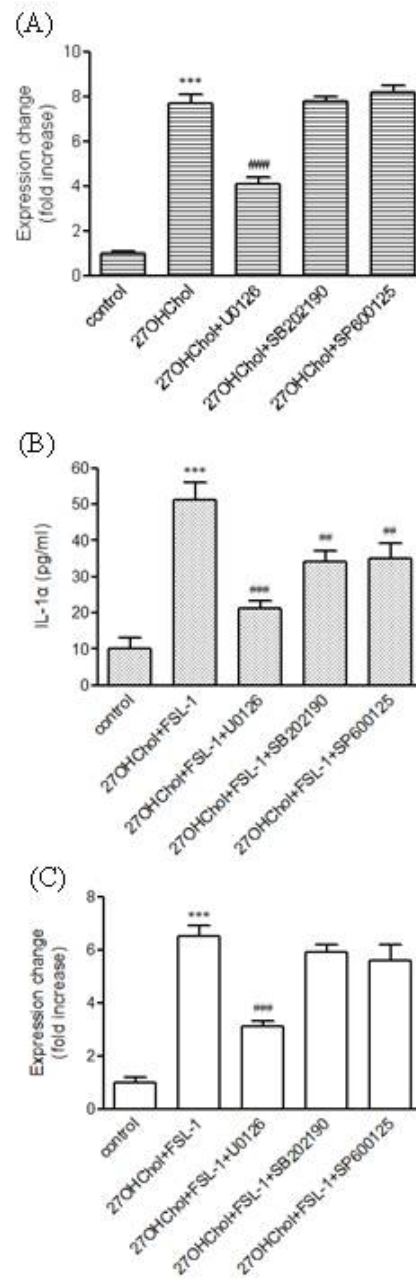 (A)
Expression change
(fold increase)
10
8
6
4
2
0
***
###
control
27OHChol
27OHChol+U0126
27OHChol+SB202190
27OHChol+SP600125
(B)
IL-1α (pg/ml)
60
50
40
30
20
10
0
***
###
##
##
control
27OHChol+FSL-1
27OHChol+FSL-1+U0126
27OHChol+FSL-1+SB202190
27OHChol+FSL-1+SP600125
(C)
Expression change
(fold increase)
8
6
4
2
0
***
###
control
27OHChol+FSL-1
27OHChol+FSL-1+U0126
27OHChol+FSL-1+SB202190
27OHChol+FSL-1+SP600125